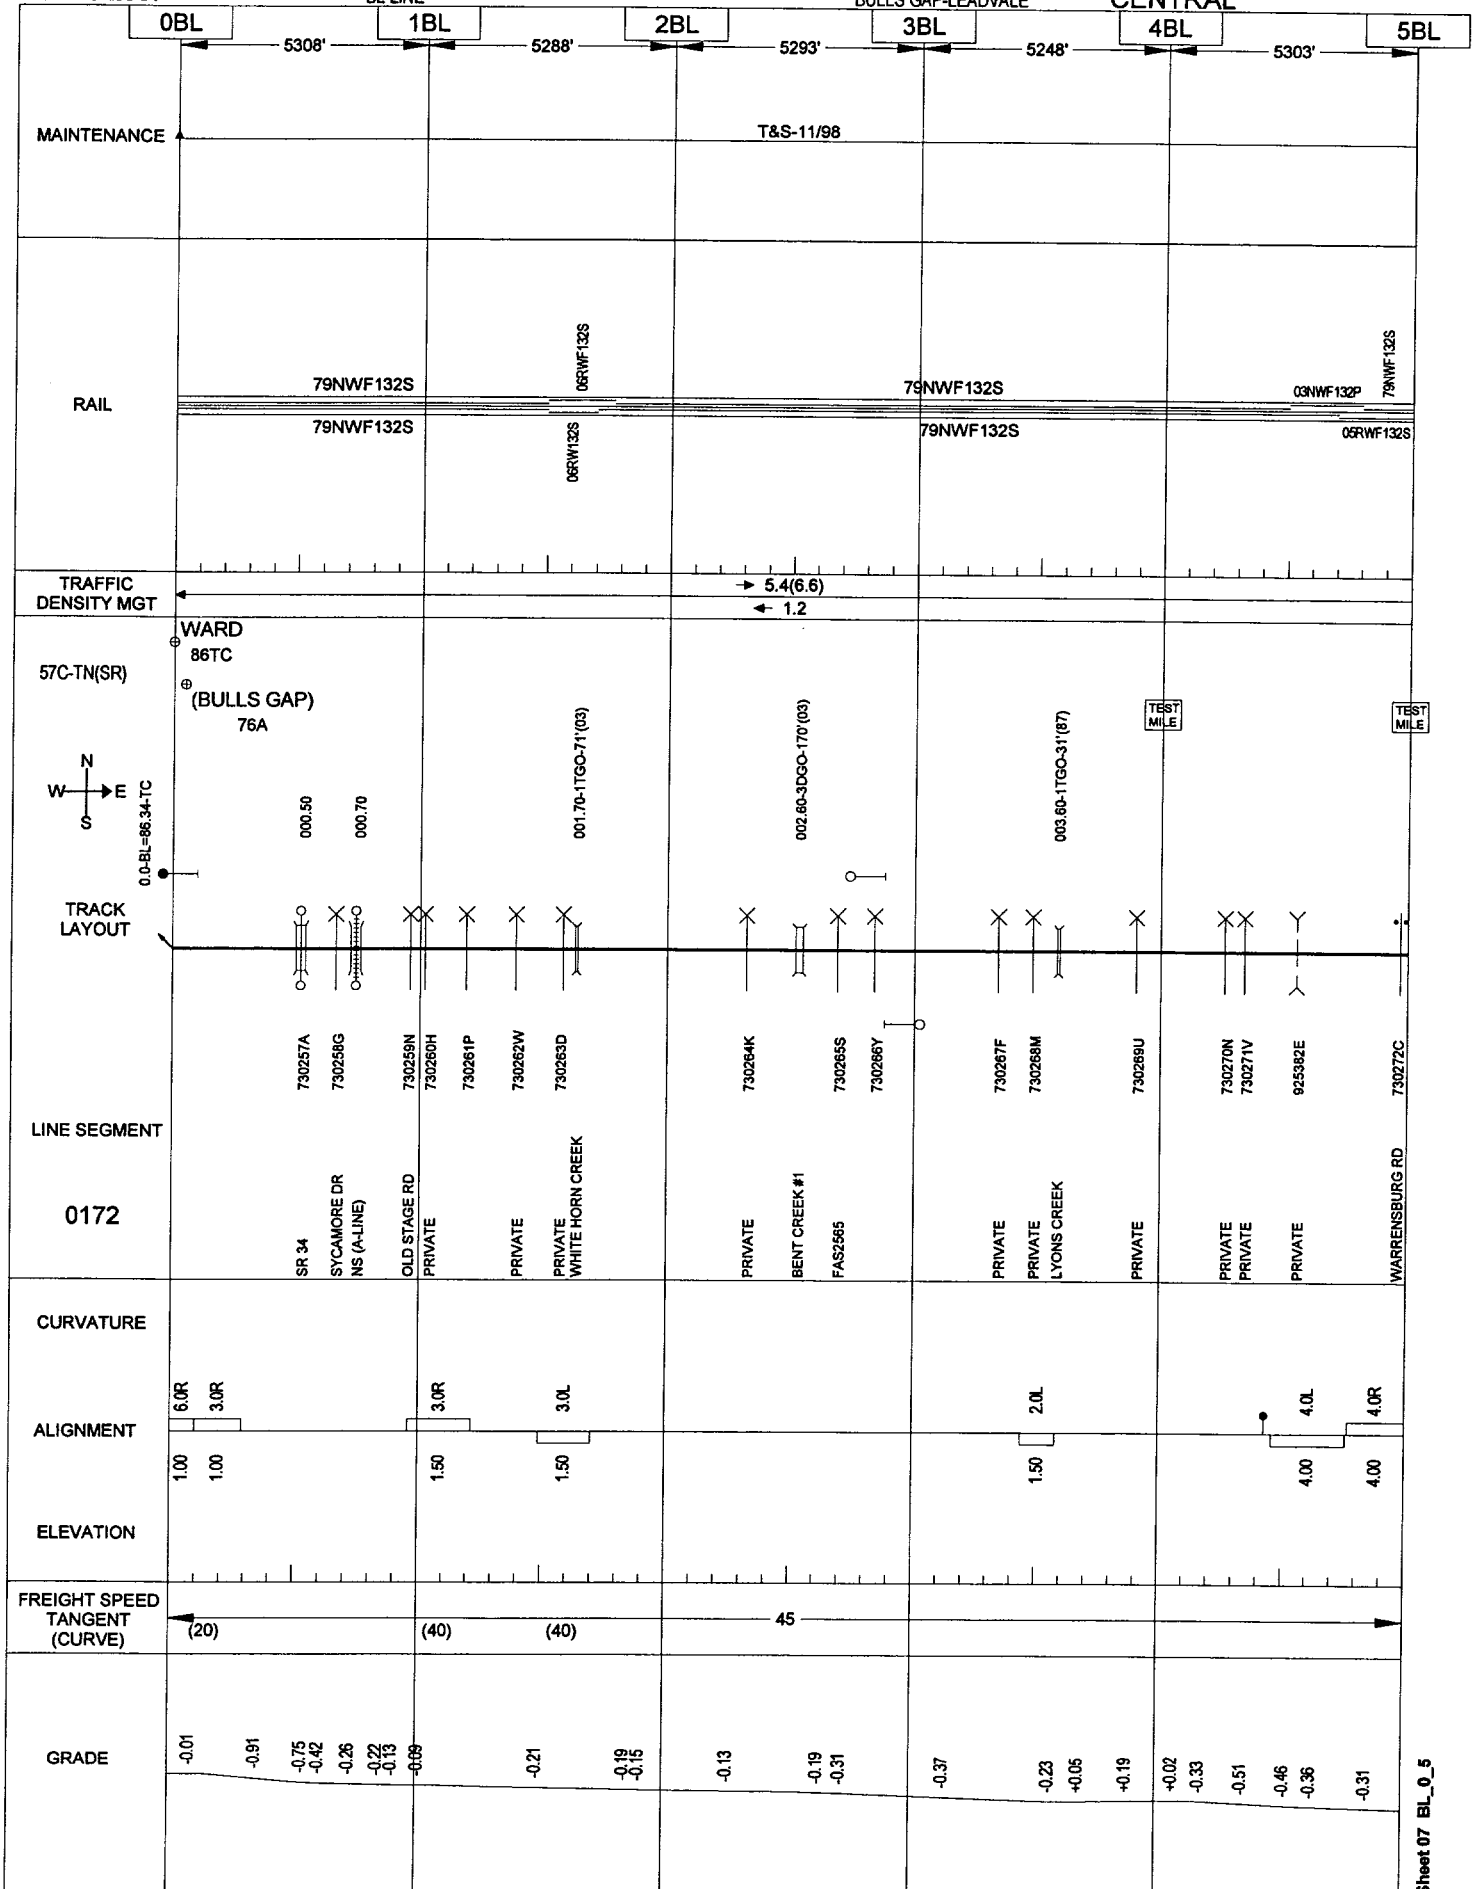 BL LINE
BULLS GAP-LEADVALE
CENTRAL
0BL 1BL 2BL 3BL 4BL 5BL
5308' 5288' 5293' 5248' 5303'
MAINTENANCE
T&S-11/98
RAIL
79NWF132S
06RWF132S
79NWF132S
03NWF132P
79NWF132S
79NWF132S
06RW132S
79NWF132S
05RWF132S
TRAFFIC
DENSITY MGT
5.4(6.6)
1.2
57C-TN(SR)
WARD
86TC
(BULLS GAP)
76A
N
W E
S
0.0-BL=86.34-TC
000.50
000.70
001.70-1TGO-71'(03)
002.60-3DGO-170'(03)
003.60-1TGO-31'(87)
TEST
MILE
TEST
MILE
TRACK
LAYOUT
730257A
730258G
730259N
730260H
730261P
730262W
730263D
730264K
730265S
730266Y
730267F
730268M
730269U
730270N
730271V
925382E
730272C
LINE SEGMENT
0172
SR 34
SYCAMORE DR
NS (A-LINE)
OLD STAGE RD
PRIVATE
PRIVATE
PRIVATE
WHITE HORN CREEK
PRIVATE
BENT CREEK #1
FAS2565
PRIVATE
PRIVATE
LYONS CREEK
PRIVATE
PRIVATE
PRIVATE
PRIVATE
WARRENSBURG RD
CURVATURE
6.0R
3.0R
3.0R
3.0L
2.0L
4.0L
4.0R
ALIGNMENT
1.00
1.00
1.50
1.50
1.50
4.00
4.00
ELEVATION
FREIGHT SPEED
TANGENT
(CURVE)
45
(20) (40) (40)
GRADE
-0.01
-0.91
-0.75
-0.42
-0.26
-0.22
-0.13
-0.09
-0.21
-0.19
-0.15
-0.13
-0.19
-0.31
-0.37
-0.23
+0.05
+0.19
+0.02
-0.33
-0.51
-0.46
-0.36
-0.31
Sheet 07 BL_0_5